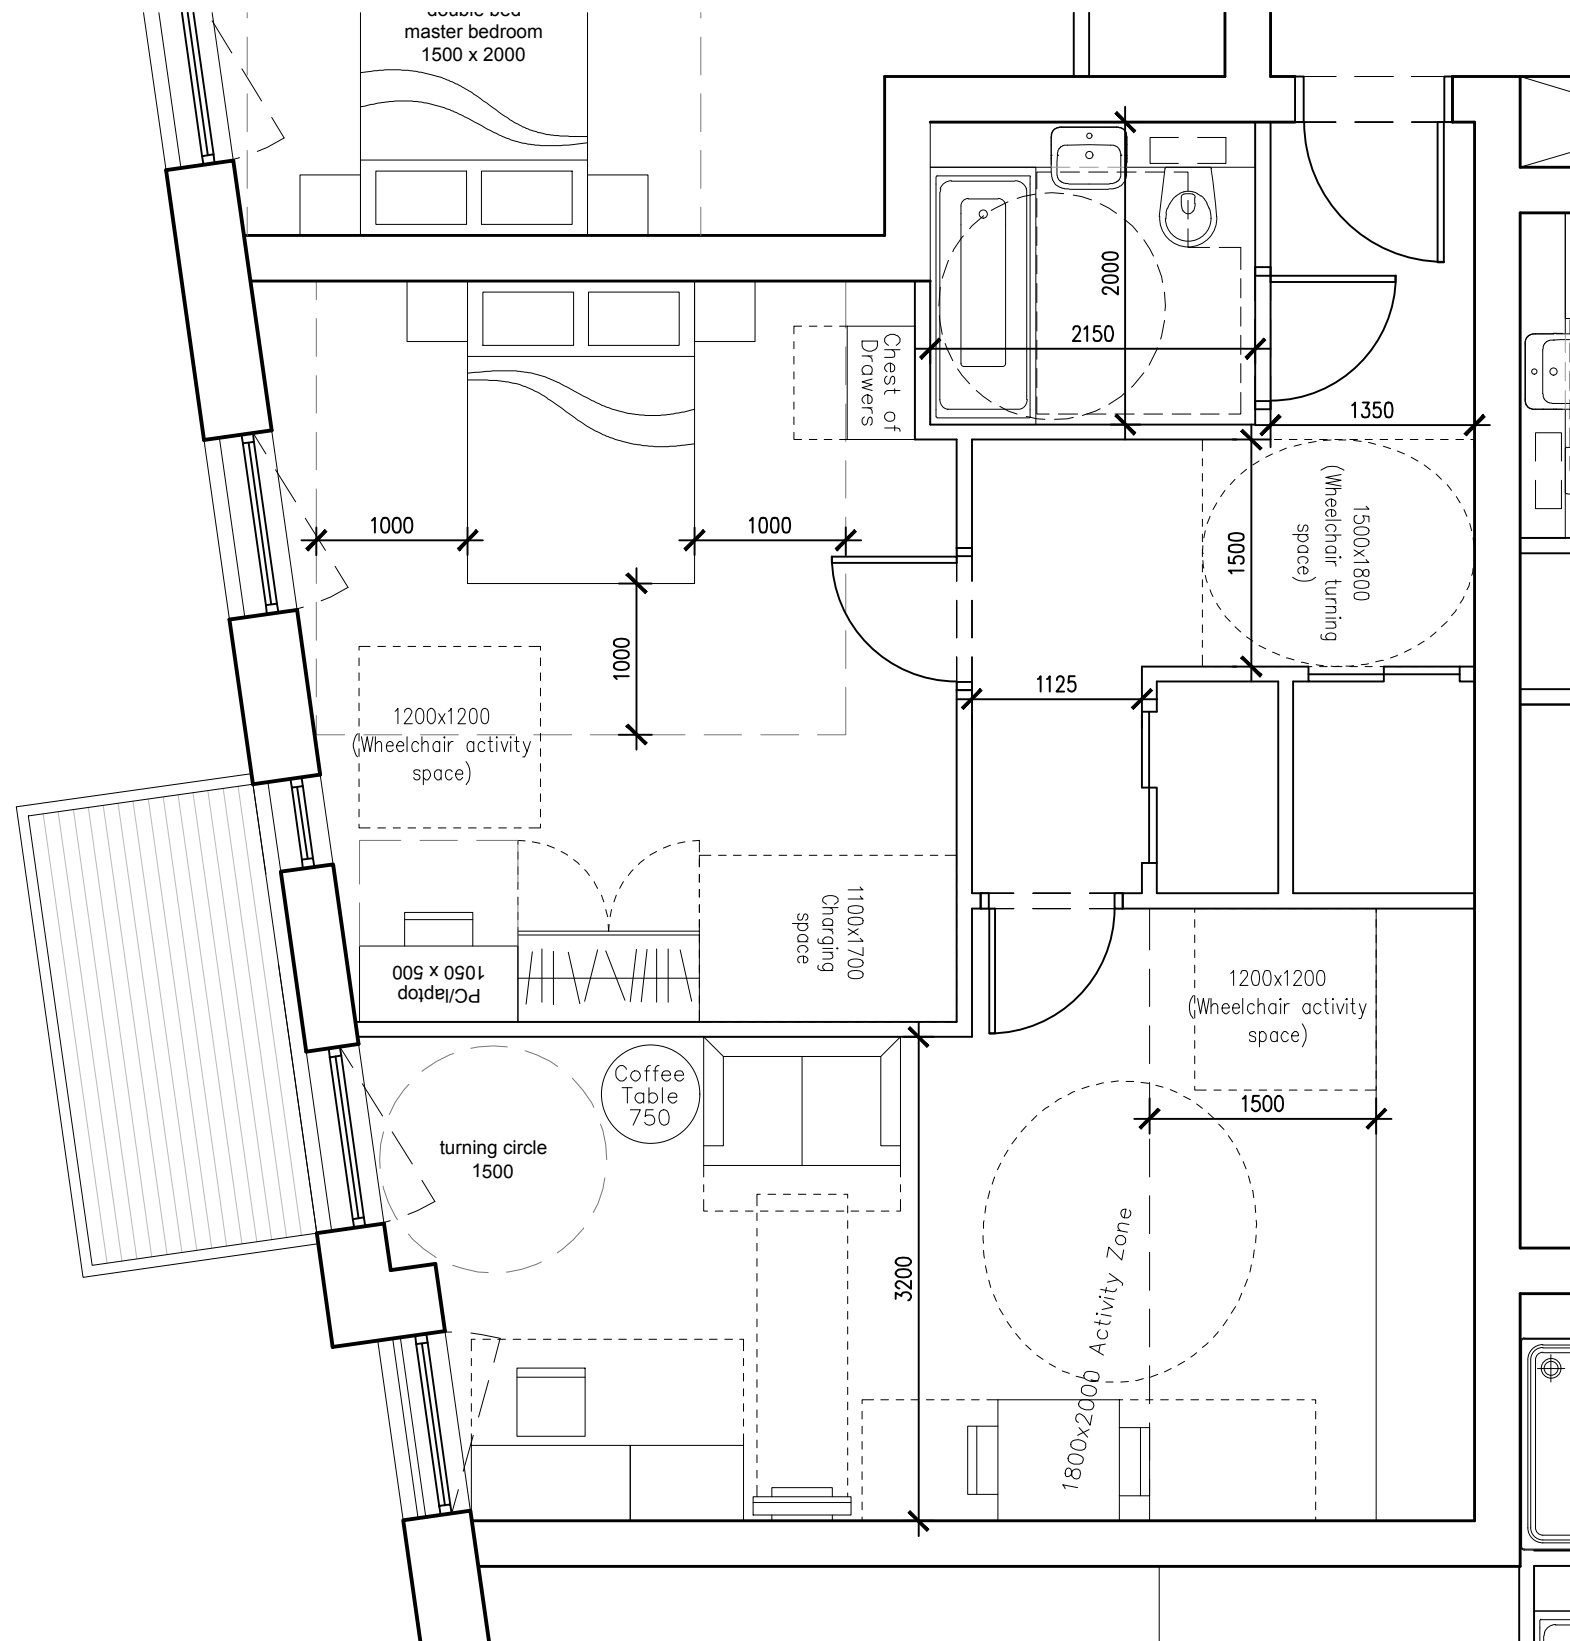 double bed
master bedroom
1500 x 2000
2000
2150
1350
Chest of
Drawers
1000
1000
1000
1500
1500x1800
(Wheelchair turning
space)
1125
1200x1200
(Wheelchair activity
space)
1100x1700
Charging
space
PC/laptop
1050 x 500
1200x1200
(Wheelchair activity
space)
Coffee
Table
750
1500
turning circle
1500
3200
1800x2000 Activity Zone